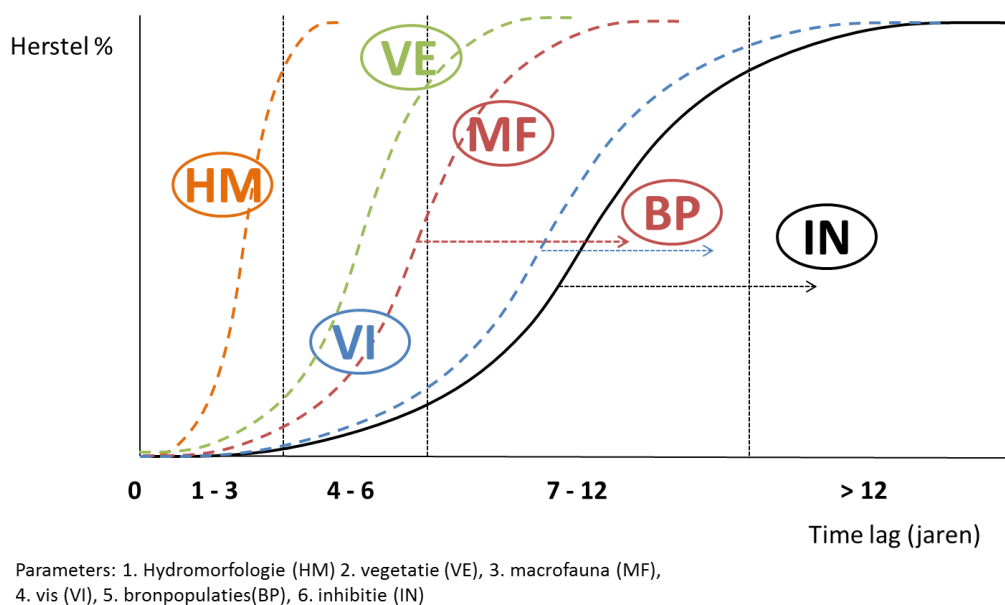 Herstel %
VE
MF
HM
BP
IN
VI
0 1 - 3 4 - 6 7 - 12 > 12
Time lag (jaren)
Parameters: 1. Hydromorfologie (HM) 2. vegetatie (VE), 3. macrofauna (MF),
4. vis (VI), 5. bronpopulaties(BP), 6. inhibitie (IN)